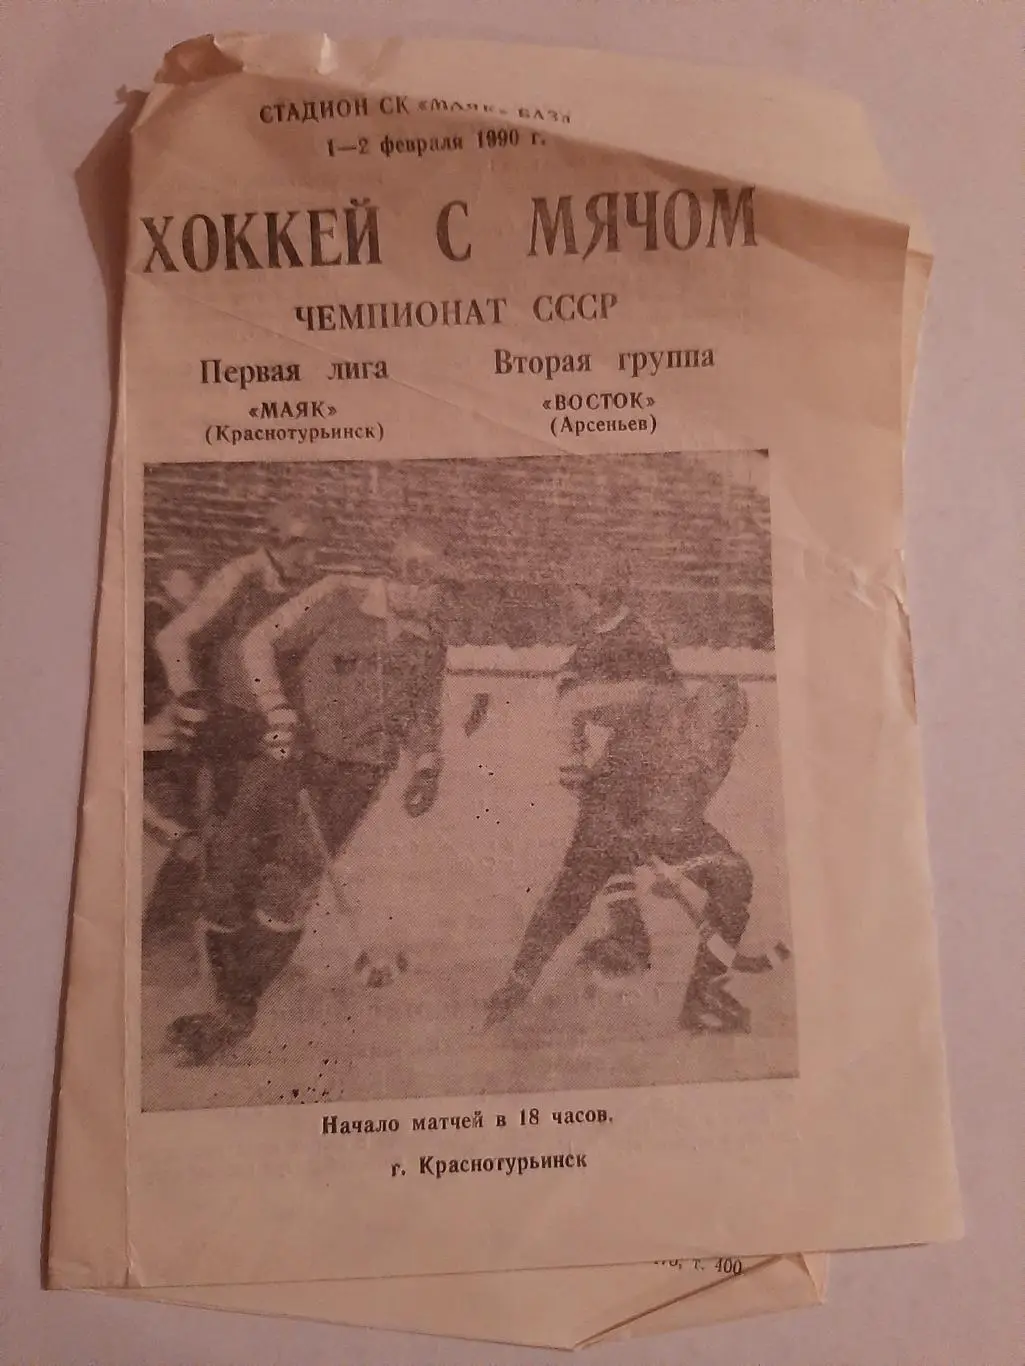 СТАДИОН СК «МАЯК» БАЗа
1—2 февраля 1990 г.
ХОККЕЙ С МЯЧОМ
ЧЕМПИОНАТ СССР
Первая лига Вторая группа
«МАЯК» «ВОСТОК»
(Краснотурьинск) (Арсеньев)
Начало матчей в 18 часов.
г. Краснотурьинск
т. 400